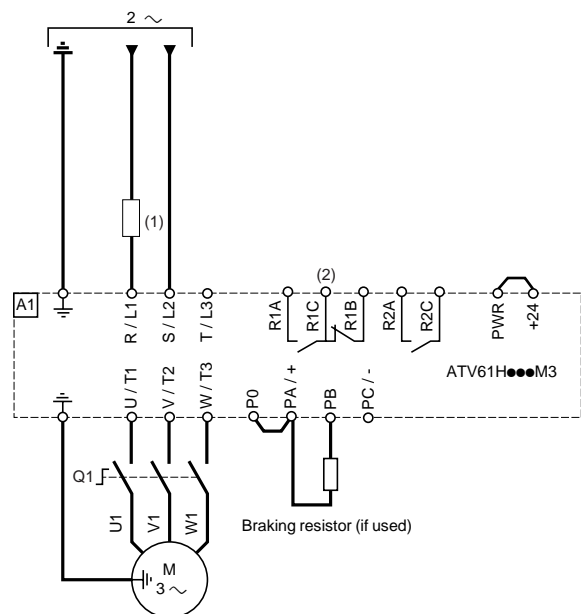 2 ~
(1)
(2)
A1
R / L1
S / L2
T / L3
R1A
R1C
R1B
R2A
R2C
PWR
+24
ATV61H●●●M3
U / T1
V / T2
W / T3
P0
PA / +
PB
PC / -
Q1
U1
V1
W1
Braking resistor (if used)
M
3 ~